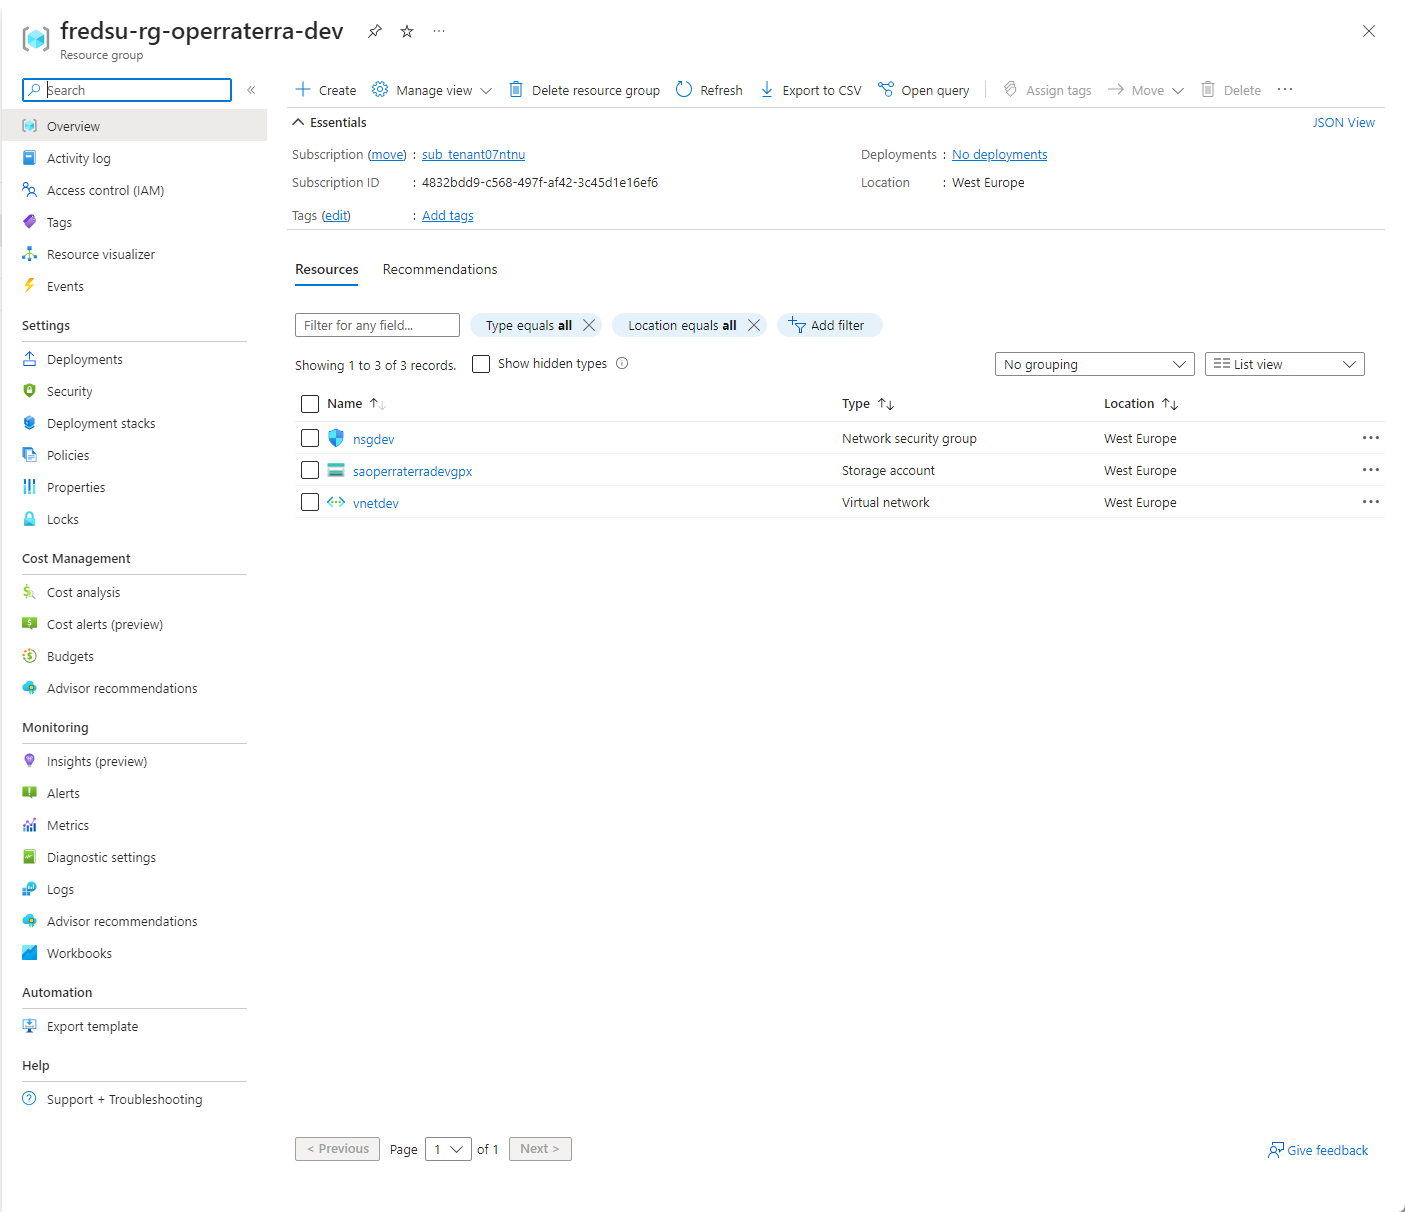 fredsu-rg-operraterra-dev
Resource group
Search
«
Create
Manage view
Delete resource group
Refresh
Export to CSV
Open query
Assign tags
Move
Delete
Overview
Activity log
Access control (IAM)
Tags
Resource visualizer
Events
Settings
Deployments
Security
Deployment stacks
Policies
Properties
Locks
Cost Management
Cost analysis
Cost alerts (preview)
Budgets
Advisor recommendations
Monitoring
Insights (preview)
Alerts
Metrics
Diagnostic settings
Logs
Advisor recommendations
Workbooks
Automation
Export template
Help
Support + Troubleshooting
Essentials
JSON View
Subscription (move) : sub_tenant07ntnu
Deployments : No deployments
Subscription ID : 4832bdd9-c568-497f-af42-3c45d1e16ef6
Location : West Europe
Tags (edit) : Add tags
Resources
Recommendations
Filter for any field...
Type equals all
Location equals all
Add filter
Showing 1 to 3 of 3 records.
Show hidden types
No grouping
List view
Name Type Location
nsgdev Network security group West Europe
saoperraterradevgpx Storage account West Europe
vnetdev Virtual network West Europe
< Previous Page 1 of 1 Next >
Give feedback